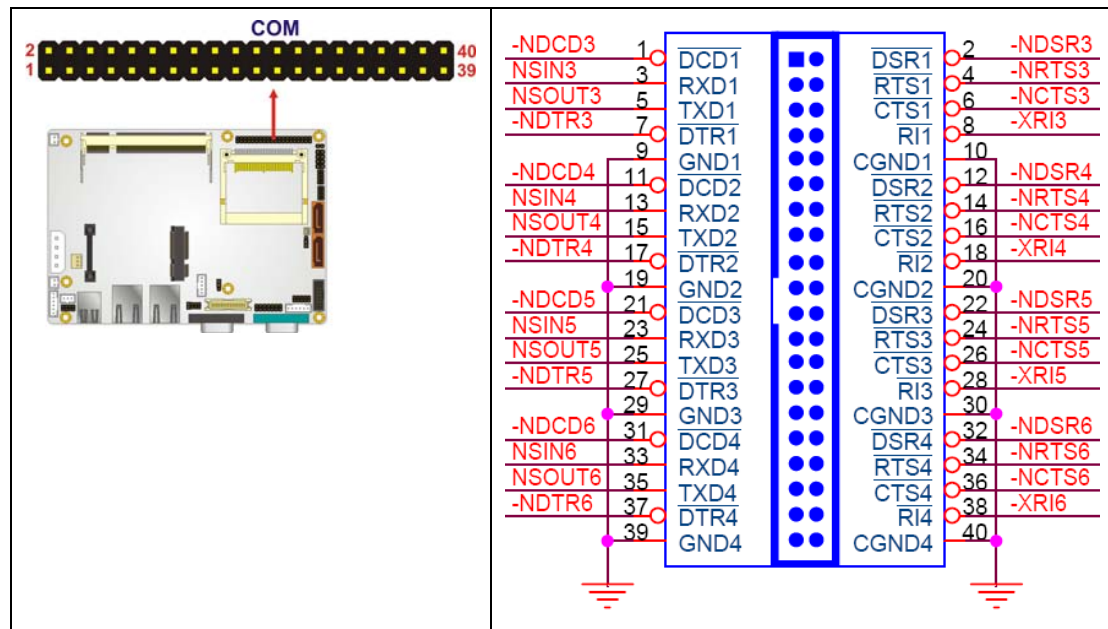 COM
2 40
1 39
-NDCD3 1 DCD1 DSR1 2 -NDSR3
NSIN3 3 RXD1 RTS1 4 -NRTS3
NSOUT3 5 TXD1 CTS1 6 -NCTS3
-NDTR3 7 DTR1 RI1 8 -XRI3
9 GND1 CGND1 10
-NDCD4 11 DCD2 DSR2 12 -NDSR4
NSIN4 13 RXD2 RTS2 14 -NRTS4
NSOUT4 15 TXD2 CTS2 16 -NCTS4
-NDTR4 17 DTR2 RI2 18 -XRI4
19 GND2 CGND2 20
-NDCD5 21 DCD3 DSR3 22 -NDSR5
NSIN5 23 RXD3 RTS3 24 -NRTS5
NSOUT5 25 TXD3 CTS3 26 -NCTS5
-NDTR5 27 DTR3 RI3 28 -XRI5
29 GND3 CGND3 30
-NDCD6 31 DCD4 DSR4 32 -NDSR6
NSIN6 33 RXD4 RTS4 34 -NRTS6
NSOUT6 35 TXD4 CTS4 36 -NCTS6
-NDTR6 37 DTR4 RI4 38 -XRI6
39 GND4 CGND4 40